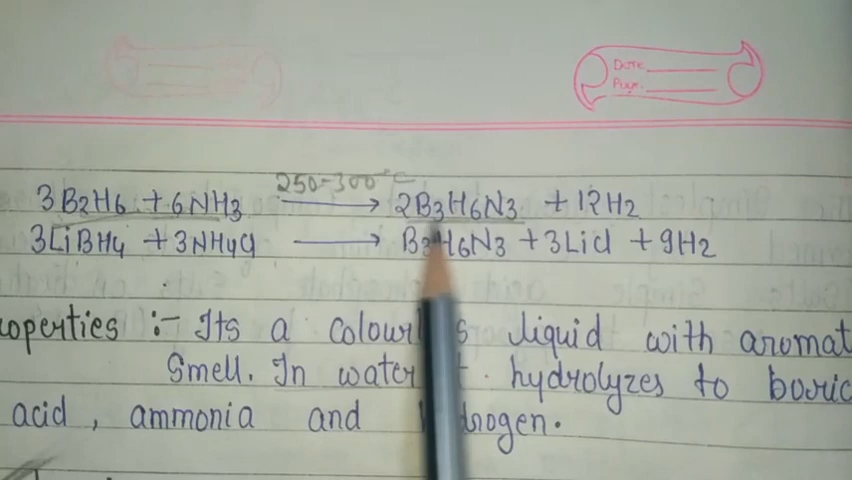 Date
Page
250-300°C
3B2H6 + 6NH3 → 2B3H6N3 + 12H2
3LiBH4 + 3NH4Cl → B3H6N3 + 3LiCl + 9H2
operties :- Its a liquid with aromat
Smell. In water hydrolyzes to boric
acid, ammonia and